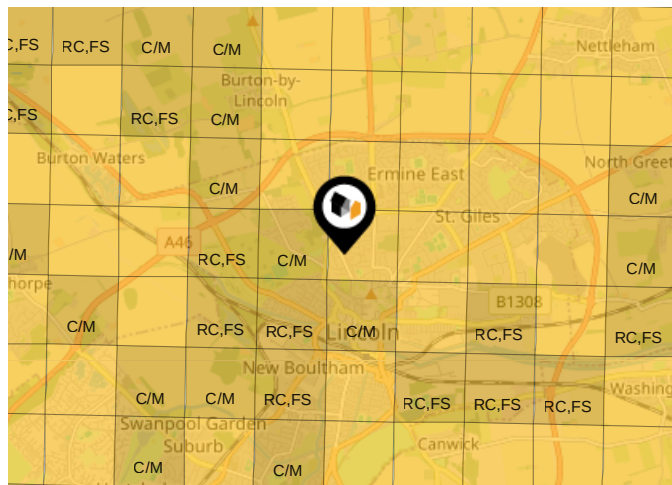 C,FS RC,FS C/M C/M
Nettleham
Burton-by-
Lincoln
C,FS RC,FS C/M
Burton Waters
North Greet
Ermine East
C/M C/M
St. Giles
A46
/M RC,FS C/M C/M
horpe
B1308
C/M RC,FS RC,FS C/M RC,FS RC,FS
Lincoln
New Boultham
Washing
C/M C/M RC,FS RC,FS RC,FS RC,FS
Swanpool Garden
Suburb
Canwick
C/M C/M